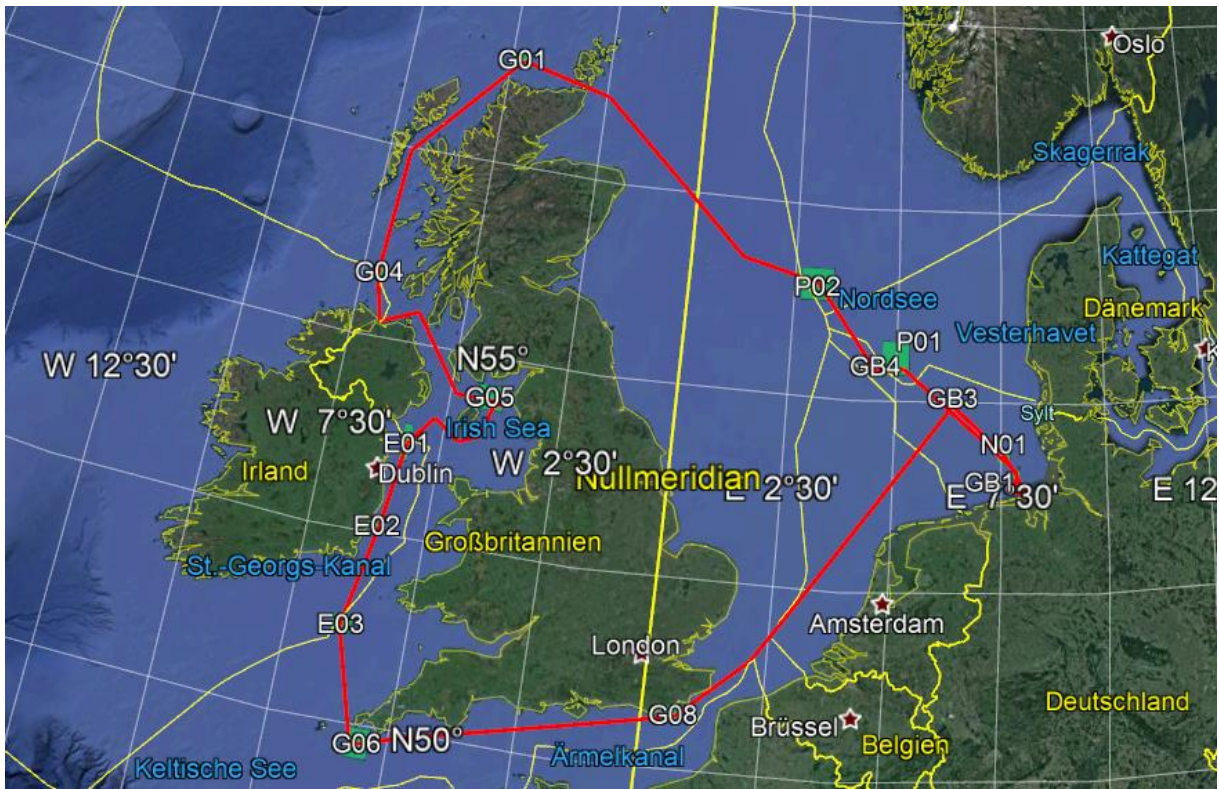 Oslo
G01
Skagerrak
Kattegat
G04
P02
Nordsee
Dänemark
Vesterhavet
P01
W 12°30'
N55°
GB4
K
G05
GB3
Sylt
W 7°30'
Irish Sea
E01
N01
Irland
Dublin
W 2°30'
Nullmeridian
E 2°30'
GB1
E 7°30'
E 12°
E02
Großbritannien
St.-Georgs-Kanal
E03
Amsterdam
London
Deutschland
G08
Brüssel
G06
N50°
Belgien
Ärmelkanal
Keltische See